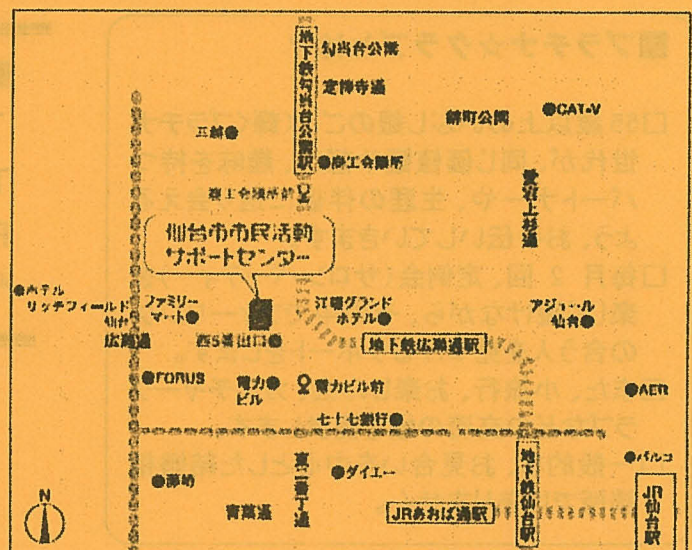 地下鉄勾当台公園駅
勾当台公園
定禅寺通
錦町公園
CAT-V
三越
商工会議所
商工会議所前
愛宕上杉通
仙台市市民活動
サポートセンター
ホテル
リッチフィールド
仙台
ファミリー
マート
江陽グランド
ホテル
アジュール
仙台
広瀬通
西5番出口
地下鉄広瀬通駅
FORUS
電力
ビル
電力ビル前
AER
七十七銀行
パルコ
藤崎
東二番丁通
ダイエー
地下鉄仙台駅
JR仙台駅
N
青葉通
JRあおば通駅